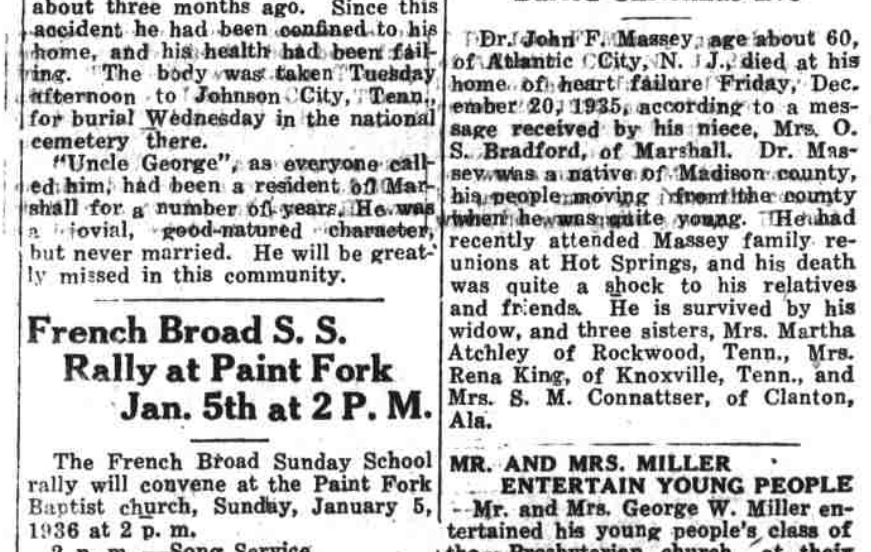 about three months ago. Since this
accident he had been confined to his
home, and his health had been fail-
ing. The body was taken Tuesday
afternoon to Johnson City, Tenn.,
for burial Wednesday in the national
cemetery there.
"Uncle George", as everyone call-
ed him, had been a resident of Mar-
shall for a number of years. He was
a jovial, good-natured character,
but never married. He will be great-
ly missed in this community.
French Broad S. S.
Rally at Paint Fork
Jan. 5th at 2 P. M.
The French Broad Sunday School
rally will convene at the Paint Fork
Baptist church, Sunday, January 5,
1936 at 2 p. m.
2 p. m.—Song Service
Dr. John F. Massey, age about 60,
of Atlantic City, N. J., died at his
home of heart failure Friday, Dec.
ember 20, 1935, according to a mes-
sage received by his niece, Mrs. O.
S. Bradford, of Marshall. Dr. Mas-
sey was a native of Madison county,
his people moving from the county
when he was quite young. He had
recently attended Massey family re-
unions at Hot Springs, and his death
was quite a shock to his relatives
and friends. He is survived by his
widow, and three sisters, Mrs. Martha
Atchley of Rockwood, Tenn., Mrs.
Rena King, of Knoxville, Tenn., and
Mrs. S. M. Connattser, of Clanton,
Ala.
MR. AND MRS. MILLER
ENTERTAIN YOUNG PEOPLE
Mr. and Mrs. George W. Miller en-
tertained his young people's class of
the Presbyterian church at their